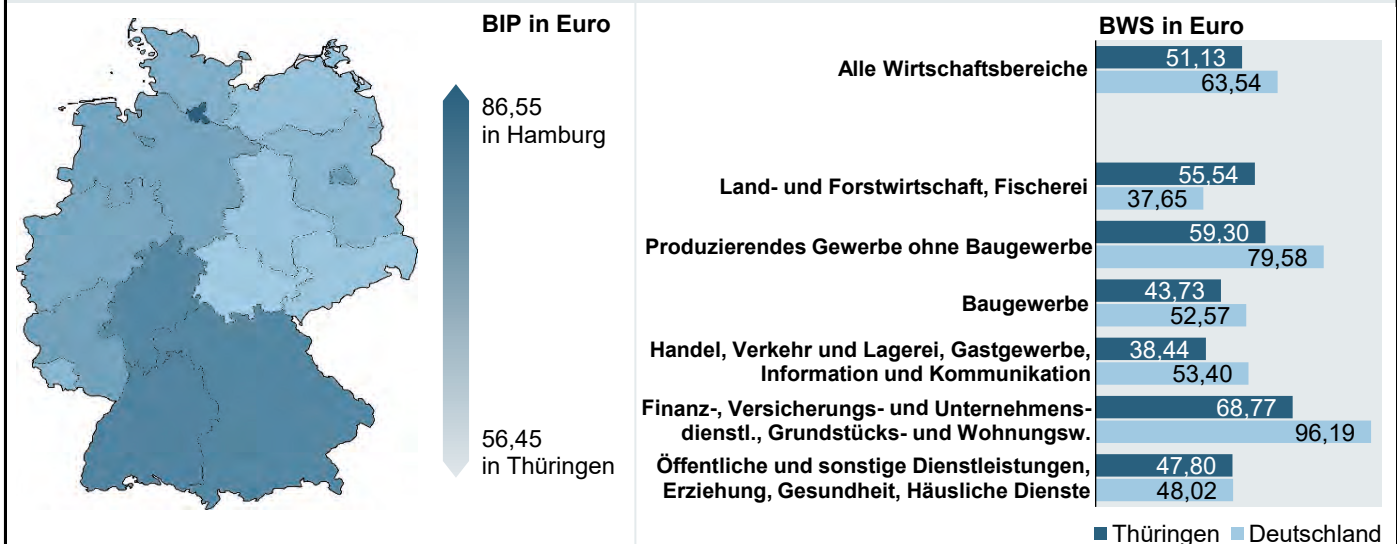 BIP in Euro
86,55
in Hamburg
56,45
in Thüringen
BWS in Euro
Alle Wirtschaftsbereiche
51,13
63,54
Land- und Forstwirtschaft, Fischerei
55,54
37,65
Produzierendes Gewerbe ohne Baugewerbe
59,30
79,58
Baugewerbe
43,73
52,57
Handel, Verkehr und Lagerei, Gastgewerbe,
Information und Kommunikation
38,44
53,40
Finanz-, Versicherungs- und Unternehmens-
dienstl., Grundstücks- und Wohnungsw.
68,77
96,19
Öffentliche und sonstige Dienstleistungen,
Erziehung, Gesundheit, Häusliche Dienste
47,80
48,02
Thüringen Deutschland